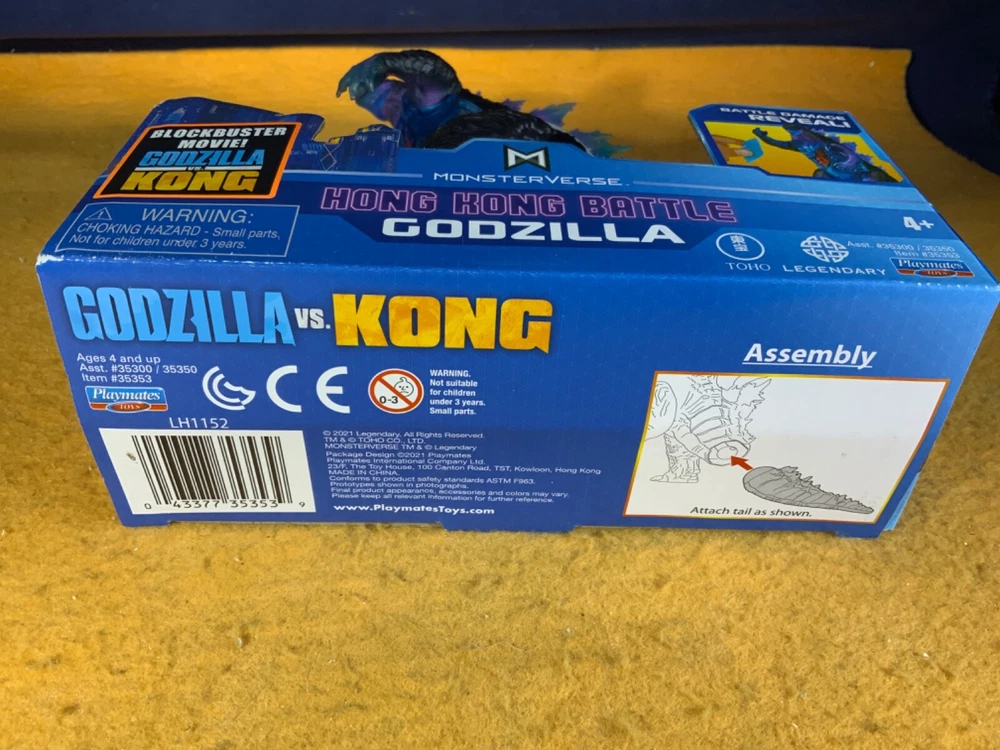 BLOCKBUSTER
MOVIE!
GODZILLA
VS.
KONG
BATTLE DAMAGE
REVEAL!
M
MONSTERVERSE™
HONG KONG BATTLE
GODZILLA
WARNING:
CHOKING HAZARD - Small parts.
Not for children under 3 years.
TOHO
LEGENDARY
4+
Asst. #35300 / 35350
Item #35353
Playmates
TOYS
GODZILLA VS. KONG
Ages 4 and up
Asst. #35300 / 35350
Item #35353
Playmates
TOYS
LH1152
CE
0-3
WARNING.
Not suitable
for children
under 3 years.
Small parts.
0 43377 35353 9
© 2021 Legendary. All Rights Reserved.
TM & © TOHO CO., LTD.
MONSTERVERSE TM & © Legendary
Package Design ©2021 Playmates
Playmates International Company Ltd.
23/F, The Toy House, 100 Canton Road, TST, Kowloon, Hong Kong
MADE IN CHINA.
Conforms to product safety standards ASTM F963.
Prototypes shown in photographs.
Final product appearance, accessories and colors may vary.
Please keep all relevant information for further reference.
www.PlaymatesToys.com
Assembly
Attach tail as shown.